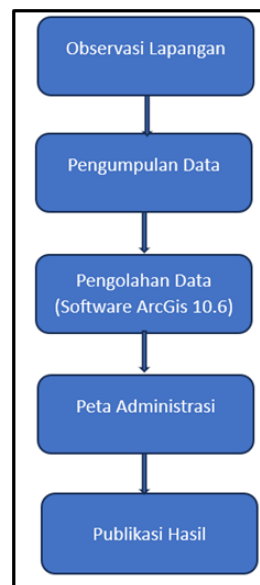 Observasi Lapangan
Pengumpulan Data
Pengolahan Data
(Software ArcGis 10.6)
Peta Administrasi
Publikasi Hasil